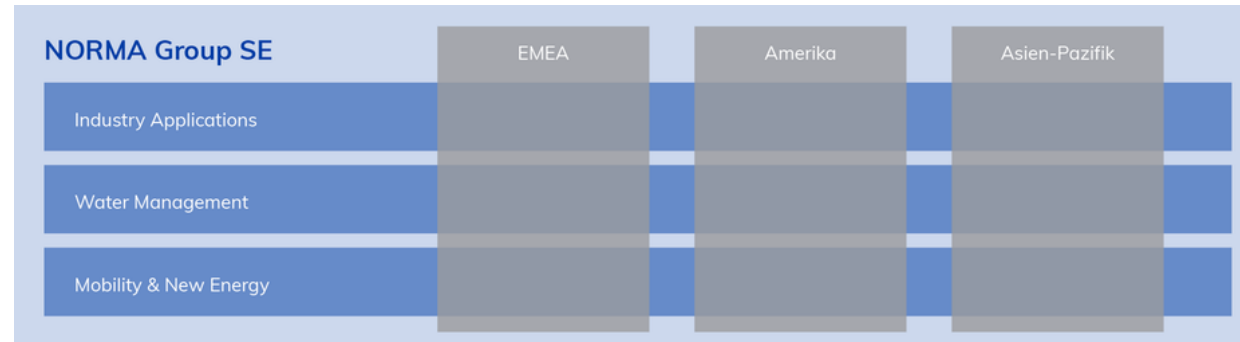 NORMA Group SE
EMEA
Amerika
Asien-Pazifik
Industry Applications
Water Management
Mobility & New Energy